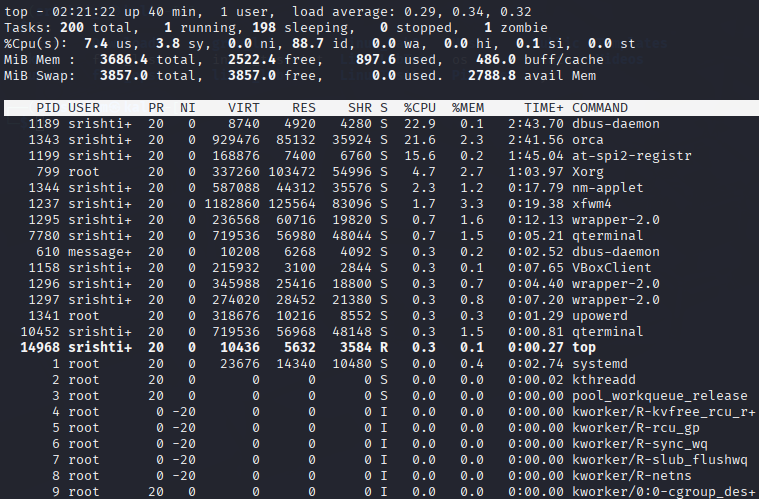 top - 02:21:22 up 40 min,  1 user,  load average: 0.29, 0.34, 0.32
Tasks: 200 total,   1 running, 198 sleeping,   0 stopped,   1 zombie
%Cpu(s):  7.4 us,  3.8 sy,  0.0 ni, 88.7 id,  0.0 wa,  0.0 hi,  0.1 si,  0.0 st
MiB Mem :   3686.4 total,   2522.4 free,    897.6 used,    486.0 buff/cache
MiB Swap:   3857.0 total,   3857.0 free,      0.0 used.   2788.8 avail Mem
PID USER      PR  NI    VIRT    RES    SHR S  %CPU  %MEM     TIME+ COMMAND
1189 srishti+  20   0    8740   4920   4280 S  22.9   0.1   2:43.70 dbus-daemon
1343 srishti+  20   0  929476  85132  35924 S  21.6   2.3   2:41.56 orca
1199 srishti+  20   0  168876   7400   6760 S  15.6   0.2   1:45.04 at-spi2-registr
799 root      20   0  337260 103472  54996 S   4.7   2.7   1:03.97 Xorg
1344 srishti+  20   0  587088  44312  35576 S   2.3   1.2   0:17.79 nm-applet
1237 srishti+  20   0 1182860 125564  83096 S   1.7   3.3   0:19.38 xfwm4
1295 srishti+  20   0  236568  60716  19820 S   0.7   1.6   0:12.13 wrapper-2.0
7780 srishti+  20   0  719536  56980  48044 S   0.7   1.5   0:05.21 qterminal
610 message+  20   0   10208   6268   4092 S   0.3   0.2   0:02.52 dbus-daemon
1158 srishti+  20   0  215932   3100   2844 S   0.3   0.1   0:07.65 VBoxClient
1296 srishti+  20   0  345988  25416  18800 S   0.3   0.7   0:04.40 wrapper-2.0
1297 srishti+  20   0  274020  28452  21380 S   0.3   0.8   0:07.20 wrapper-2.0
1341 root      20   0  318676  10216   8552 S   0.3   0.3   0:01.29 upowerd
10452 srishti+  20   0  719536  56968  48148 S   0.3   1.5   0:00.81 qterminal
14968 srishti+  20   0   10436   5632   3584 R   0.3   0.1   0:00.27 top
1 root      20   0   23676  14340  10480 S   0.0   0.4   0:02.74 systemd
2 root      20   0       0      0      0 S   0.0   0.0   0:00.02 kthreadd
3 root      20   0       0      0      0 S   0.0   0.0   0:00.00 pool_workqueue_release
4 root       0 -20       0      0      0 I   0.0   0.0   0:00.00 kworker/R-kvfree_rcu_r+
5 root       0 -20       0      0      0 I   0.0   0.0   0:00.00 kworker/R-rcu_gp
6 root       0 -20       0      0      0 I   0.0   0.0   0:00.00 kworker/R-sync_wq
7 root       0 -20       0      0      0 I   0.0   0.0   0:00.00 kworker/R-slub_flushwq
8 root       0 -20       0      0      0 I   0.0   0.0   0:00.00 kworker/R-netns
9 root      20   0       0      0      0 I   0.0   0.0   0:00.00 kworker/0:0-cgroup_des+